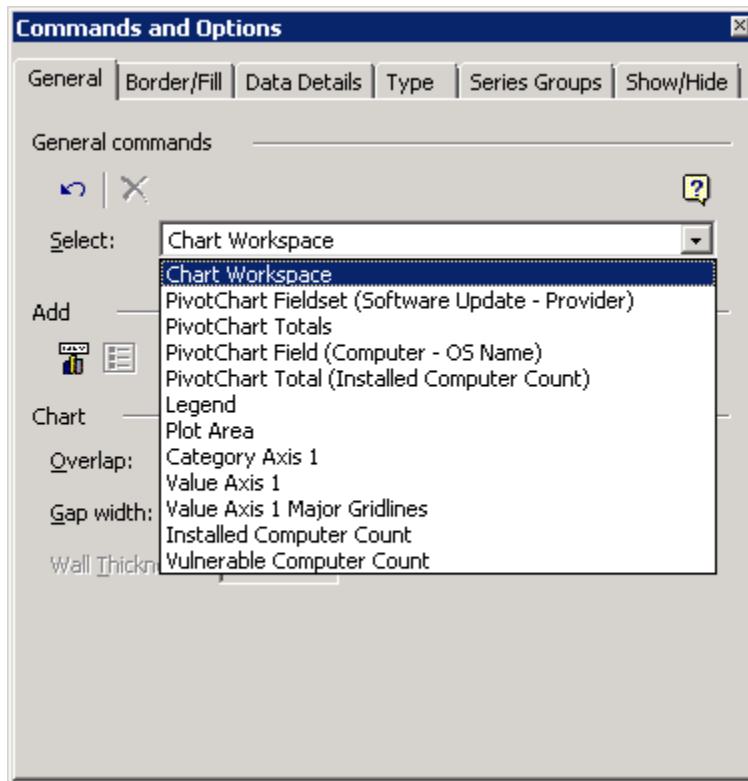 Commands and Options
General Border/Fill Data Details Type Series Groups Show/Hide
General commands
Select: Chart Workspace
Chart Workspace
PivotChart Fieldset (Software Update - Provider)
Add
PivotChart Totals
PivotChart Field (Computer - OS Name)
PivotChart Total (Installed Computer Count)
Legend
Chart
Plot Area
Overlap:
Category Axis 1
Value Axis 1
Gap width:
Value Axis 1 Major Gridlines
Installed Computer Count
Wall Thickn
Vulnerable Computer Count